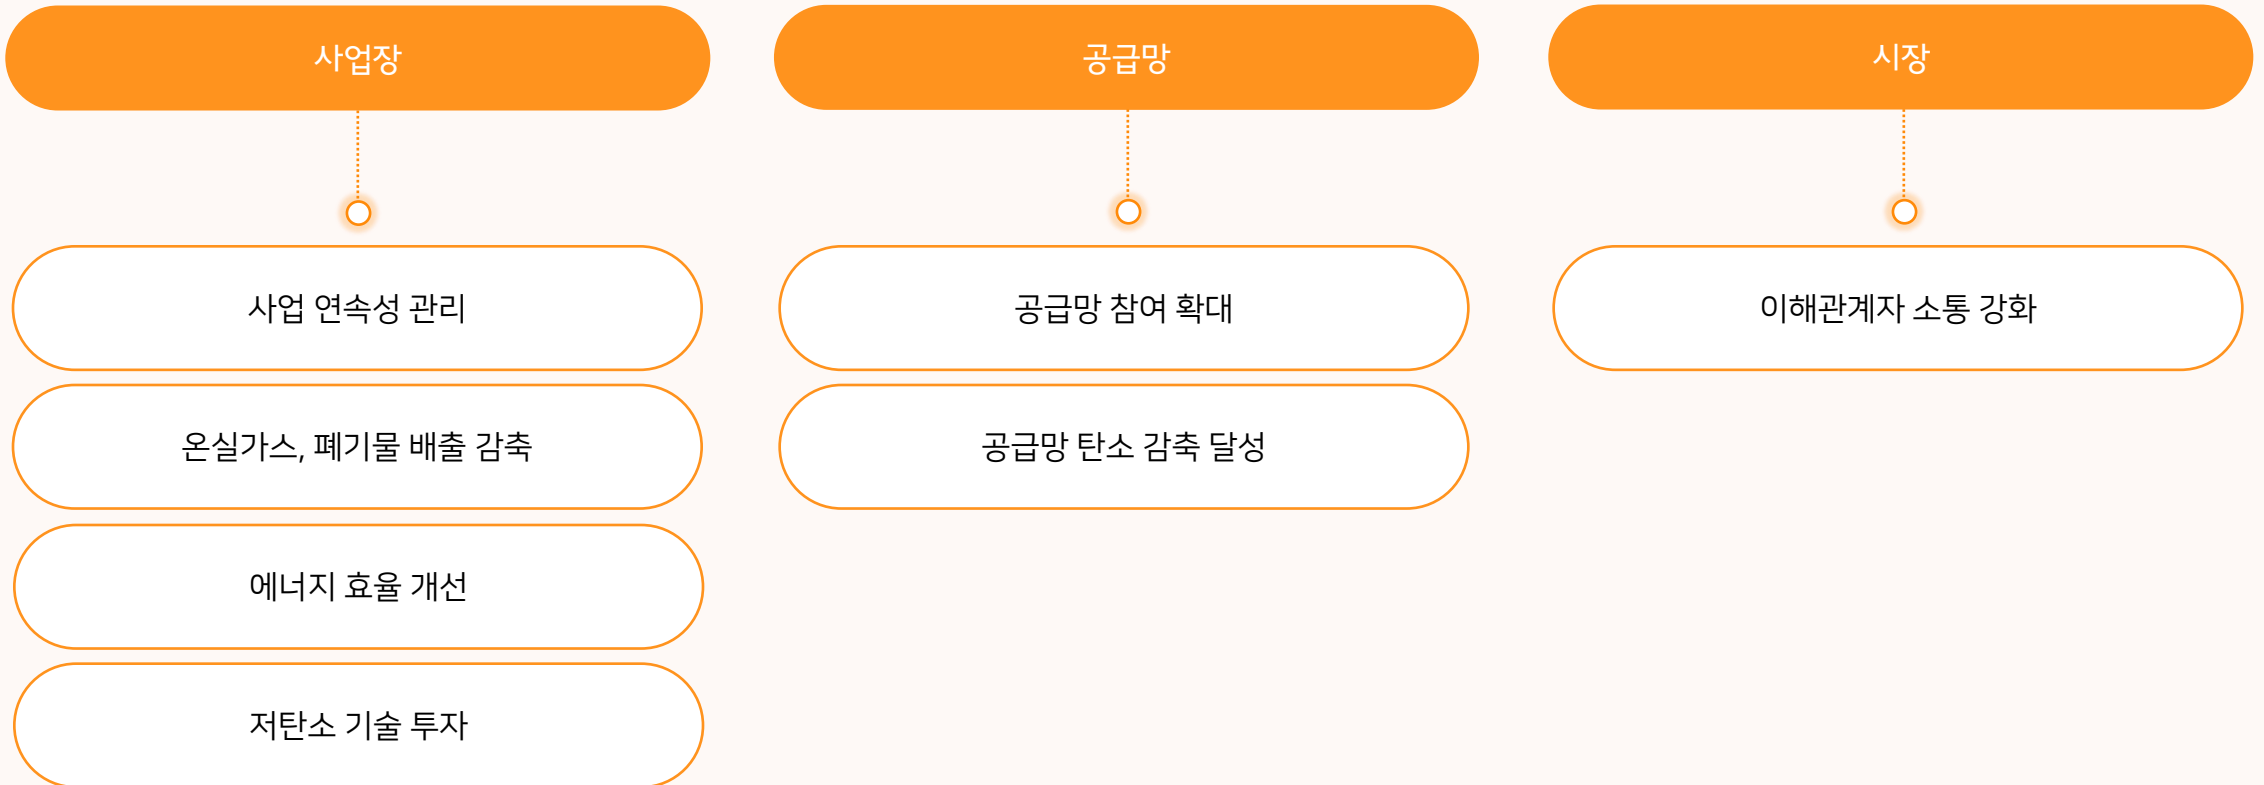 사업장
사업 연속성 관리
온실가스, 폐기물 배출 감축
에너지 효율 개선
저탄소 기술 투자
공급망
공급망 참여 확대
공급망 탄소 감축 달성
시장
이해관계자 소통 강화